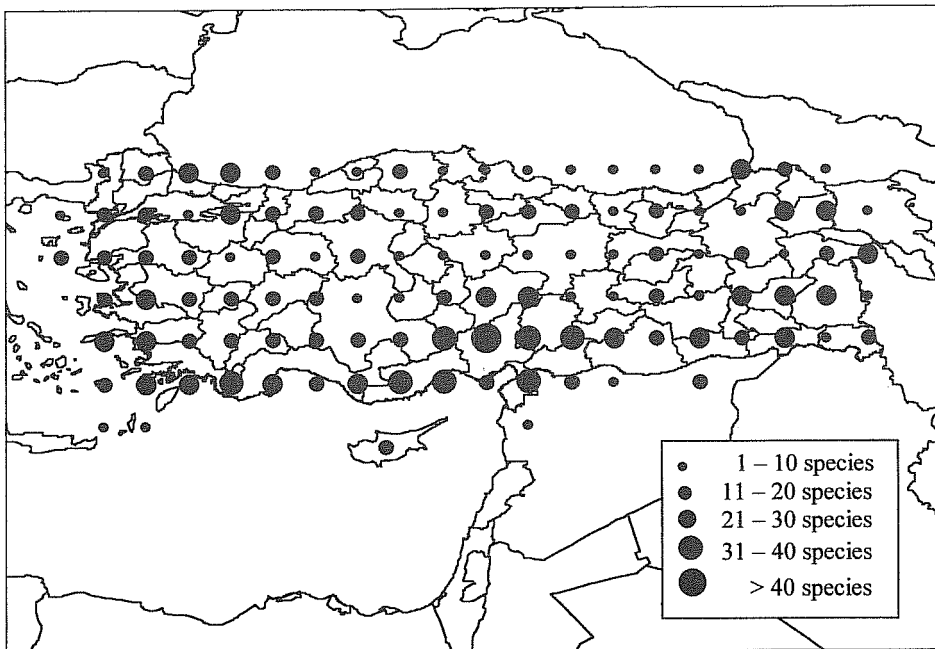 1 – 10 species
11 – 20 species
21 – 30 species
31 – 40 species
> 40 species